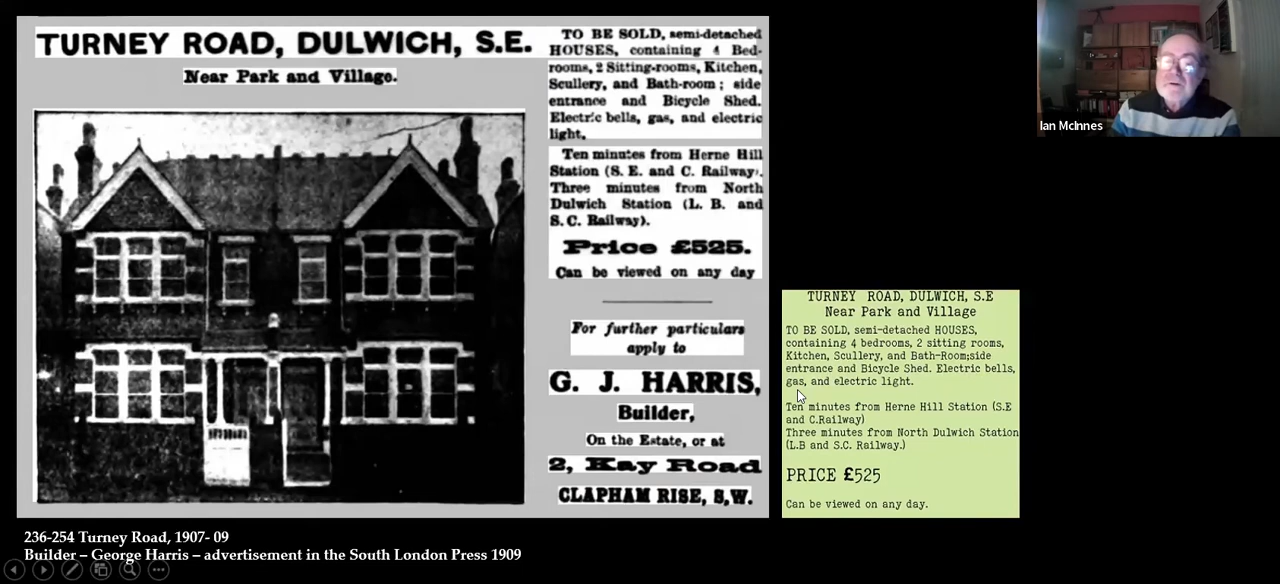 TURNEY ROAD, DULWICH, S.E.
Near Park and Village.
TO BE SOLD, semi-detached
HOUSES, containing 4 Bed-
rooms, 2 Sitting-rooms, Kitchen,
Scullery, and Bath-room; side
entrance and Bicycle Shed.
Electric bells, gas, and electric
light.
Ten minutes from Herne Hill
Station (S. E. and C. Railway).
Three minutes from North
Dulwich Station (L. B. and
S. C. Railway).
Price £525.
Can be viewed on any day
For further particulars
apply to
G. J. HARRIS,
Builder,
On the Estate, or at
2, Kay Road
CLAPHAM RISE, S.W.
TURNEY ROAD, DULWICH, S.E
Near Park and Village
TO BE SOLD, semi-detached HOUSES,
containing 4 bedrooms, 2 sitting rooms,
Kitchen, Scullery, and Bath-Room;side
entrance and Bicycle Shed. Electric bells,
gas, and electric light.
Ten minutes from Herne Hill Station (S.E
and C.Railway)
Three minutes from North Dulwich Station
(L.B and S.C. Railway.)
PRICE £525
Can be viewed on any day.
Ian McInnes
236-254 Turney Road, 1907- 09
Builder – George Harris – advertisement in the South London Press 1909